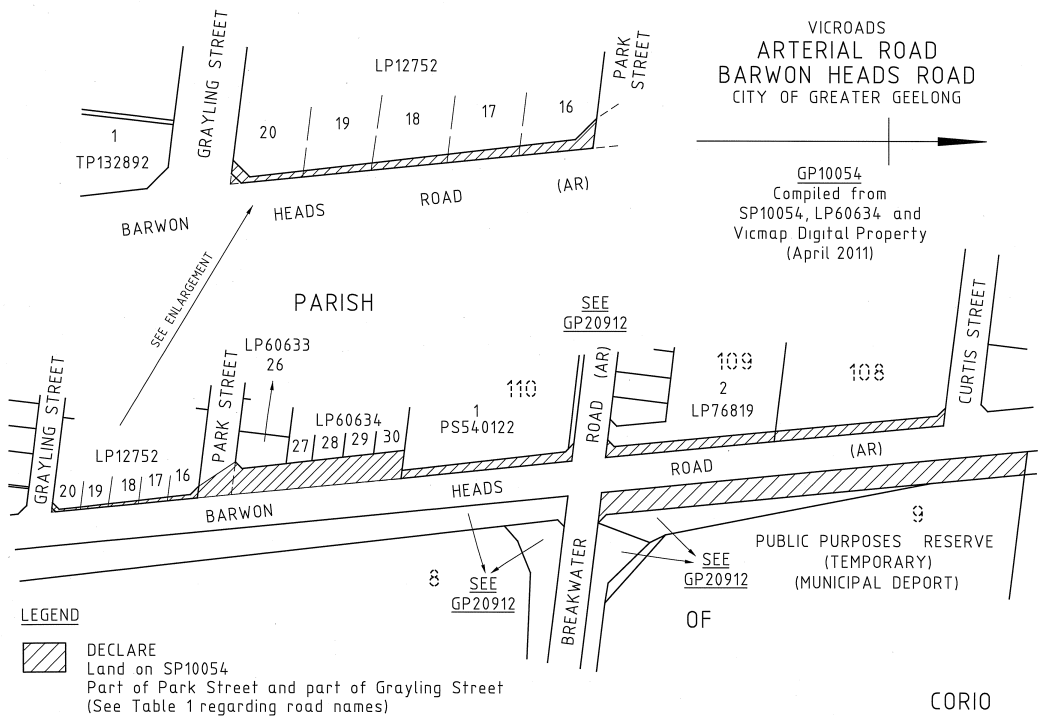 VICROADS
ARTERIAL ROAD
BARWON HEADS ROAD
CITY OF GREATER GEELONG
GP10054
Compiled from
SP10054, LP60634 and
Vicmap Digital Property
(April 2011)
GRAYLING STREET
LP12752
PARK
STREET
1
TP132892
20
19
18
17
16
BARWON HEADS ROAD (AR)
SEE ENLARGEMENT
PARISH
SEE
GP20912
GRAYLING STREET
LP12752
20 19 18 17 16
PARK STREET
LP60633
26
LP60634
27 28 29 30
110
1
PS540122
ROAD (AR)
109
2
LP76819
108
CURTIS STREET
BARWON HEADS ROAD (AR)
8
SEE
GP20912
BREAKWATER
SEE
GP20912
9
PUBLIC PURPOSES RESERVE
(TEMPORARY)
(MUNICIPAL DEPORT)
OF
CORIO
LEGEND
DECLARE
Land on SP10054
Part of Park Street and part of Grayling Street
(See Table 1 regarding road names)